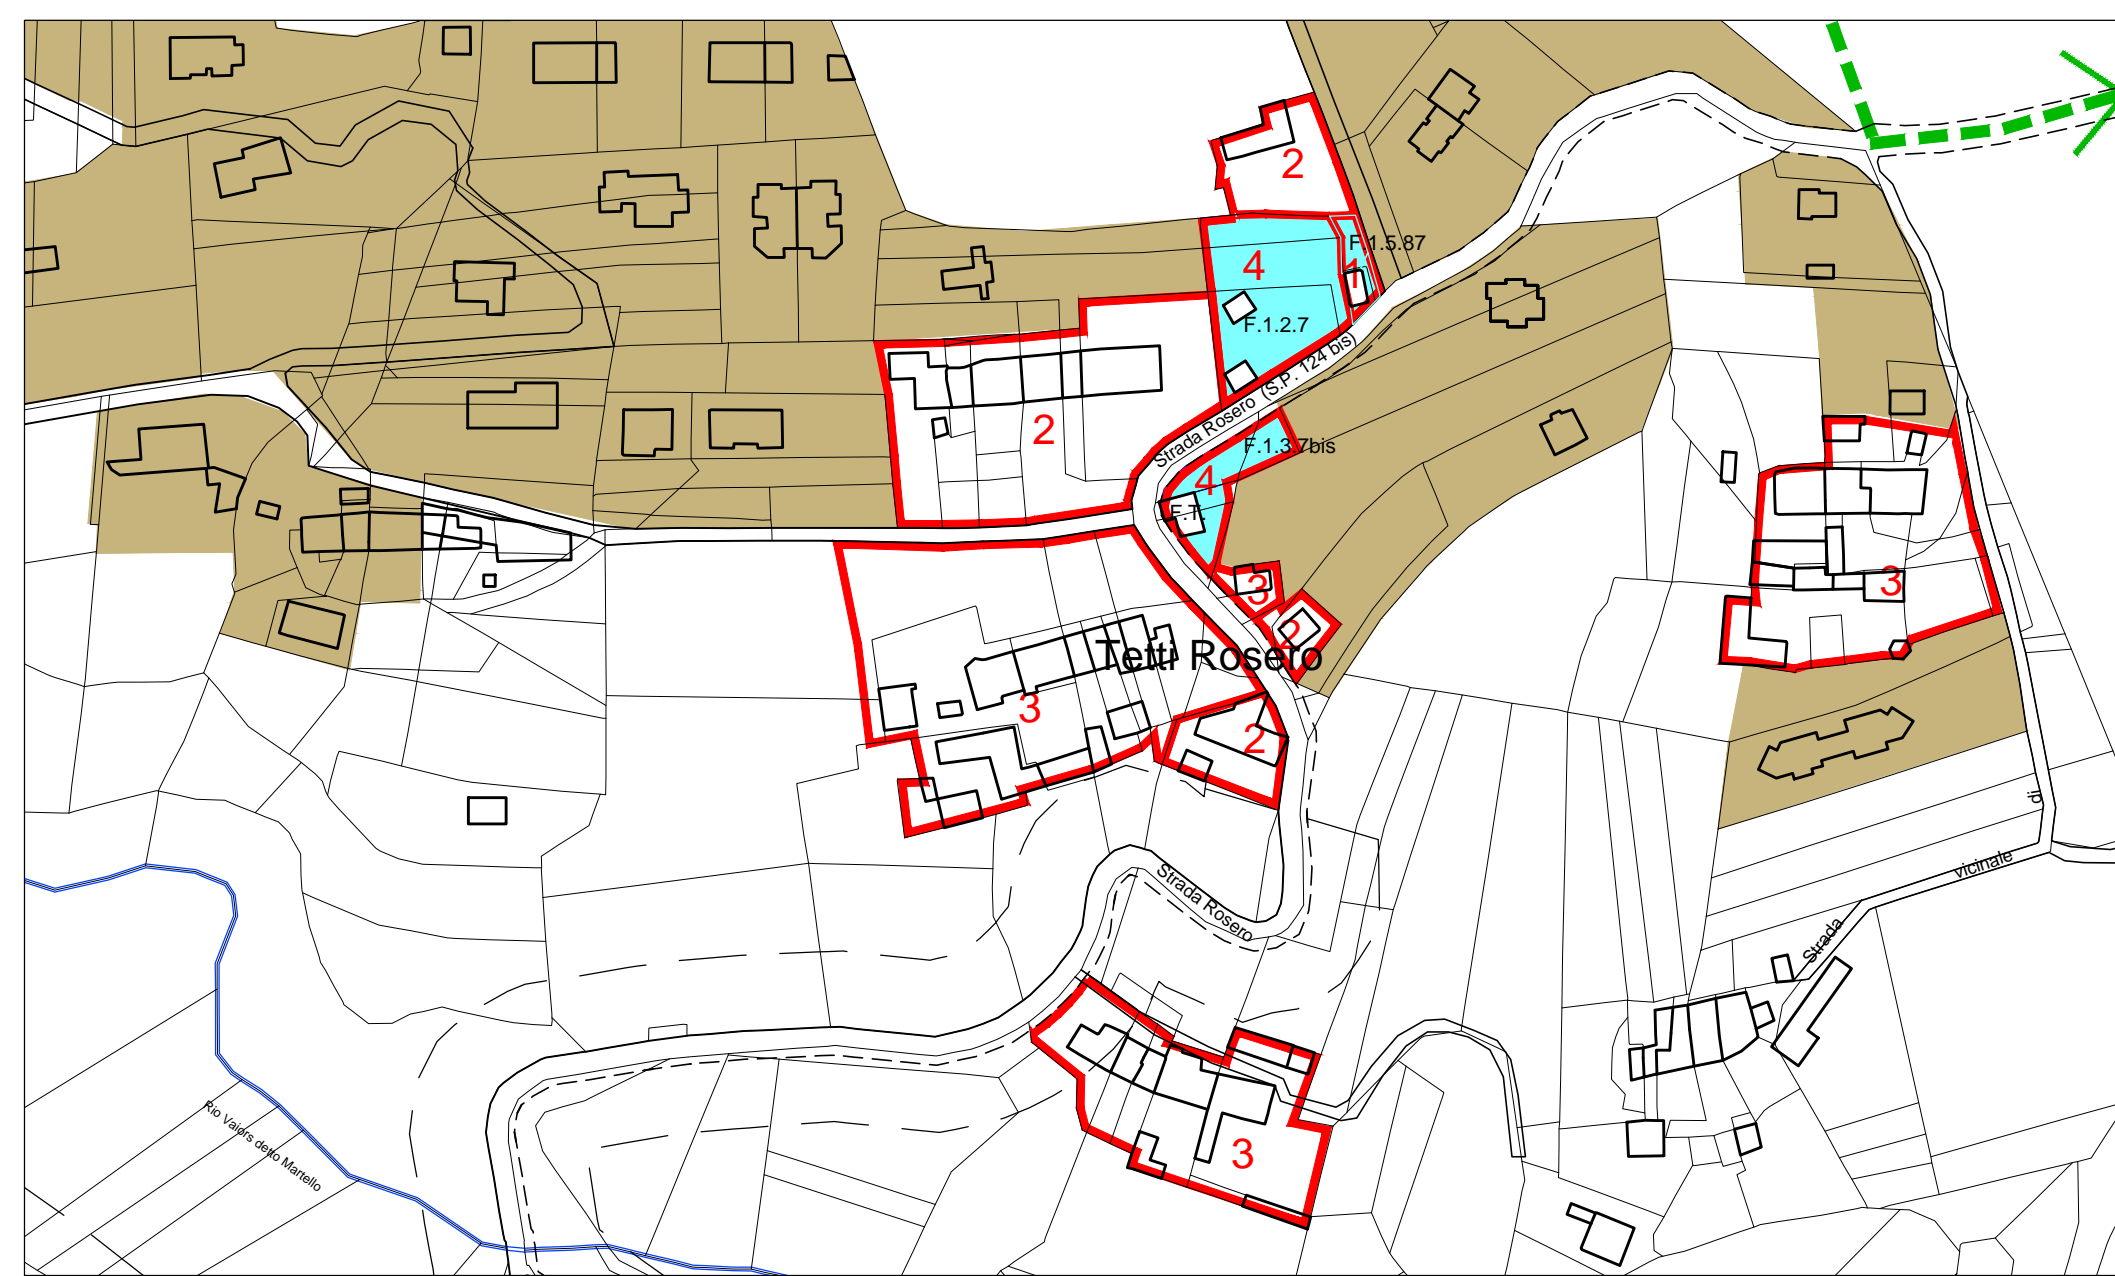 2
F.1.5.87
4
1
F.1.2.7
Strada Rosero (S.P. 124 bis)
2
F.1.3.7bis
4
F.T.
3
3
2
Tetti Rosero
3
2
di
vicinale
Strada Rosero
Strada
Rio Vaiors detto Martello
3